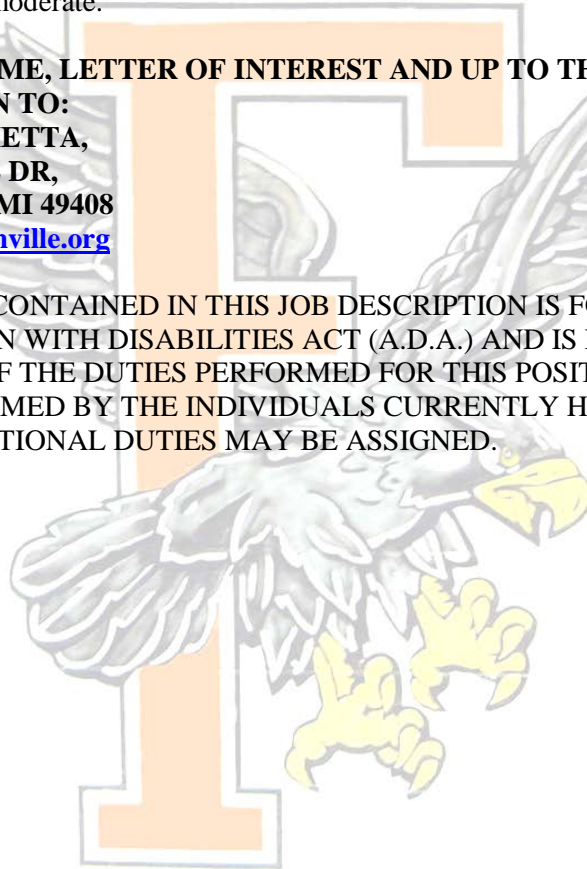 moderate.
ME, LETTER OF INTEREST AND UP TO TH
N TO:
ETTA,
DR,
MI 49408
nville.org
CONTAINED IN THIS JOB DESCRIPTION IS FO
N WITH DISABILITIES ACT (A.D.A.) AND IS
F THE DUTIES PERFORMED FOR THIS POSIT
MED BY THE INDIVIDUALS CURRENTLY H
TIONAL DUTIES MAY BE ASSIGNED.
F